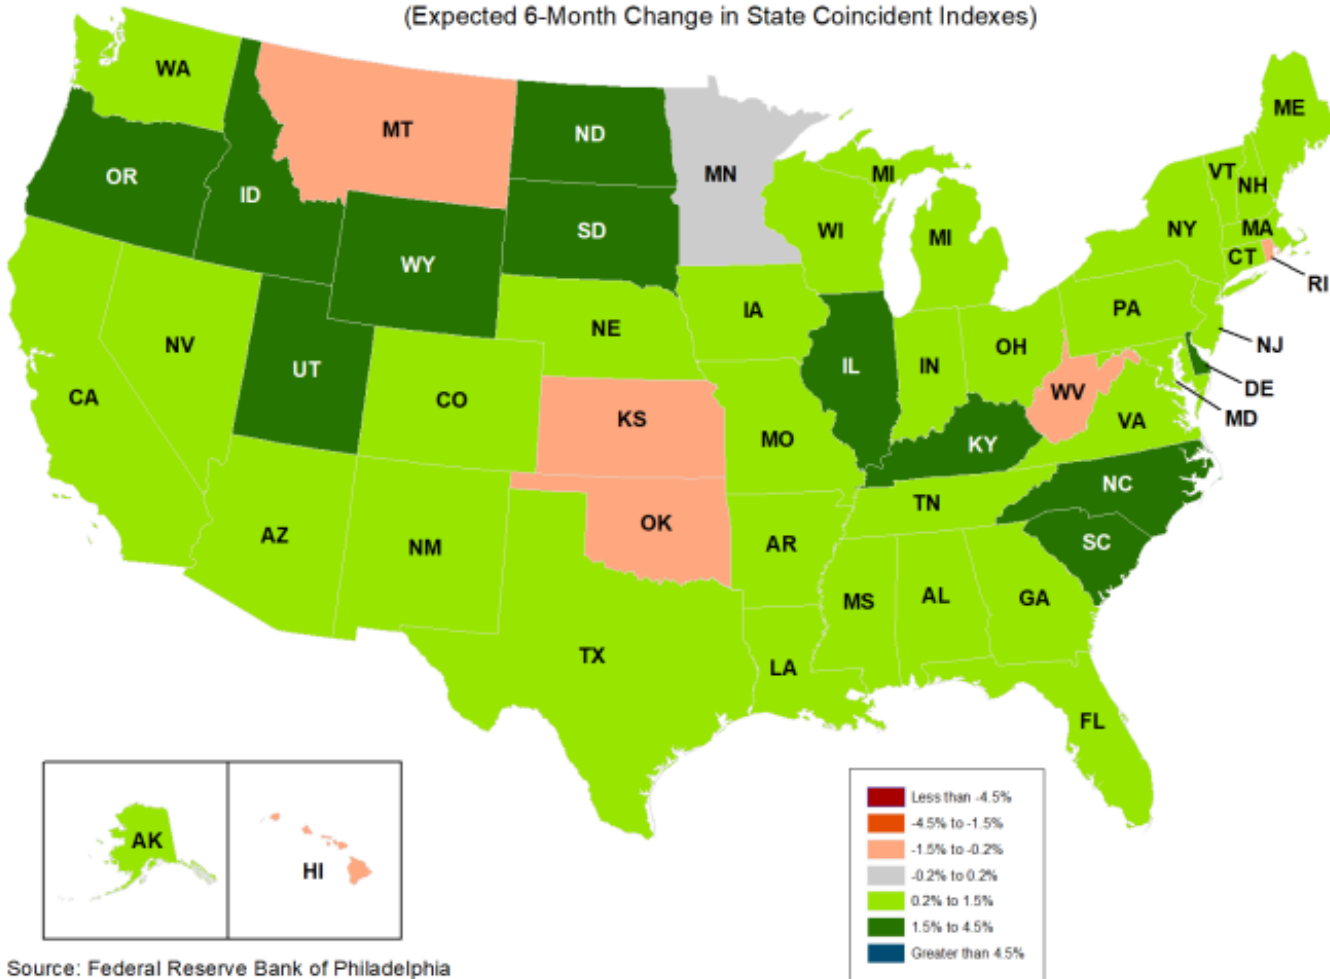 (Expected 6-Month Change in State Coincident Indexes)
WA
MT
ND
MN
ME
OR
ID
SD
WI
MI
MI
VT
NH
NY
MA
CT
RI
WY
NE
IA
PA
NJ
NV
UT
CO
IL
IN
OH
DE
MD
CA
KS
MO
WV
VA
KY
NC
AZ
NM
OK
AR
TN
SC
MS
AL
GA
TX
LA
FL
AK
HI
Less than -4.5%
-4.5% to -1.5%
-1.5% to -0.2%
-0.2% to 0.2%
0.2% to 1.5%
1.5% to 4.5%
Greater than 4.5%
Source: Federal Reserve Bank of Philadelphia